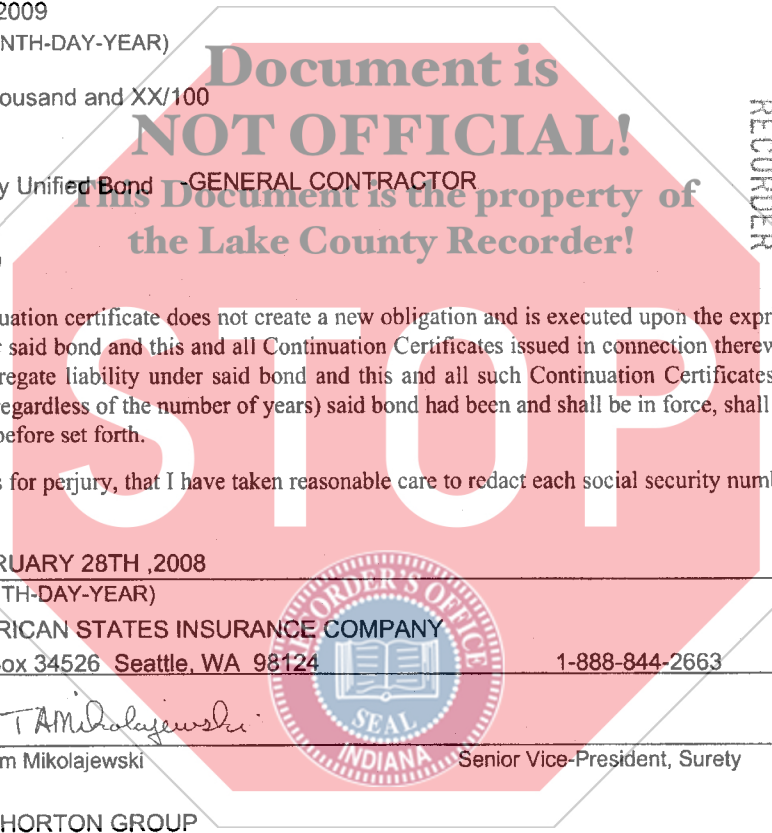 2009
NTH-DAY-YEAR)
Document is
ousand and XX/100
NOT OFFICIAL!
RECORDER
y Unified Bond -GENERAL CONTRACTOR
This Document is the property of
the Lake County Recorder!
uation certificate does not create a new obligation and is executed upon the expr
said bond and this and all Continuation Certificates issued in connection therew
regate liability under said bond and this and all such Continuation Certificates
regardless of the number of years) said bond had been and shall be in force, shall
before set forth.
STOP
s for perjury, that I have taken reasonable care to redact each social security num
RUARY 28TH ,2008
TH-DAY-YEAR)
RICAN STATES INSURANCE COMPANY
ox 34526 Seattle, WA 98124 1-888-844-2663
RECORDER'S OFFICE
SEAL
INDIANA
TAMikolajewski
m Mikolajewski Senior Vice-President, Surety
HORTON GROUP